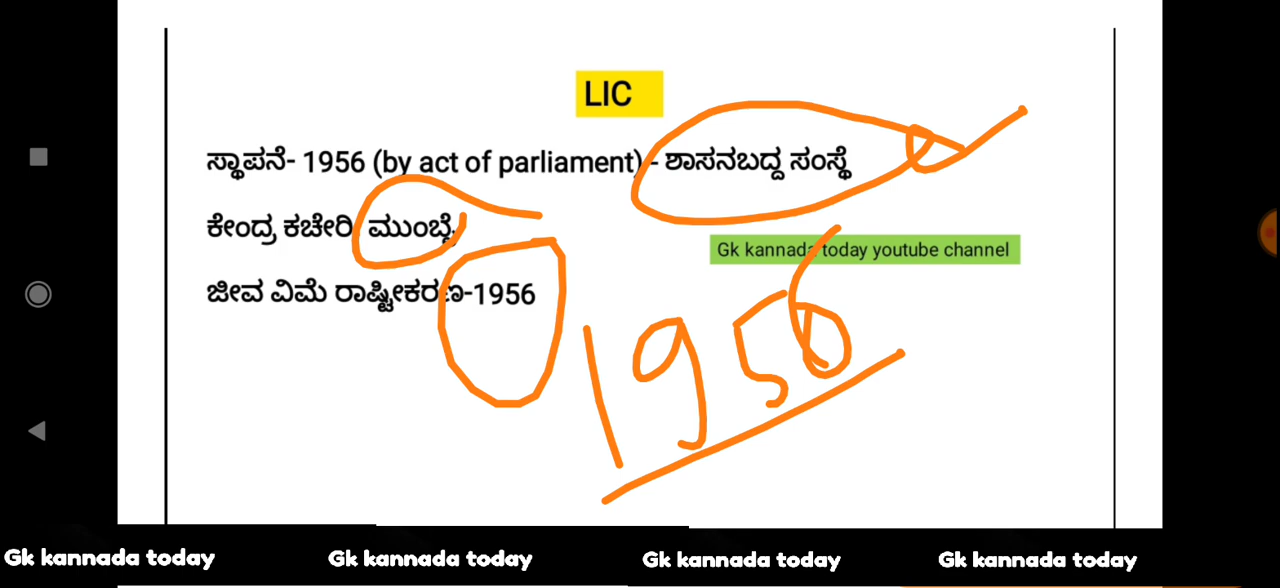 LIC
ಸ್ಥಾಪನೆ- 1956 (by act of parliament) - ಶಾಸನಬದ್ದ ಸಂಸ್ಥೆ
ಕೇಂದ್ರ ಕಚೇರಿ ಮುಂಬೈ
Gk kannada today youtube channel
ಜೀವ ವಿಮೆ ರಾಷ್ಟ್ರೀಕರಣ-1956
1956
Gk kannada today Gk kannada today Gk kannada today Gk kannada today